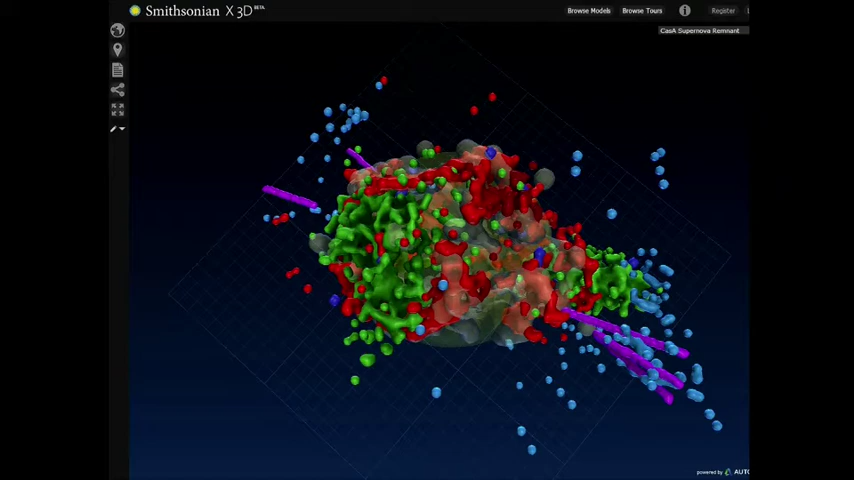 Smithsonian X 3D BETA
Browse Models Browse Tours Register
CasA Supernova Remnant
powered by AUTO